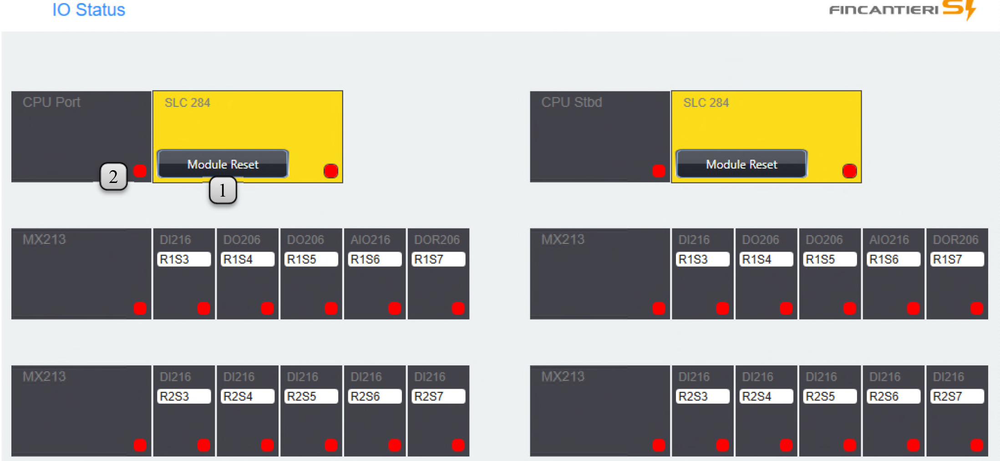 IO Status
FINCANTIERI SI
CPU Port
SLC 284
Module Reset
2
1
CPU Stbd
SLC 284
Module Reset
MX213 DI216 DO206 DO206 AIO216 DOR206
R1S3 R1S4 R1S5 R1S6 R1S7
MX213 DI216 DO206 DO206 AIO216 DOR206
R1S3 R1S4 R1S5 R1S6 R1S7
MX213 DI216 DI216 DI216 DI216 DI216
R2S3 R2S4 R2S5 R2S6 R2S7
MX213 DI216 DI216 DI216 DI216 DI216
R2S3 R2S4 R2S5 R2S6 R2S7